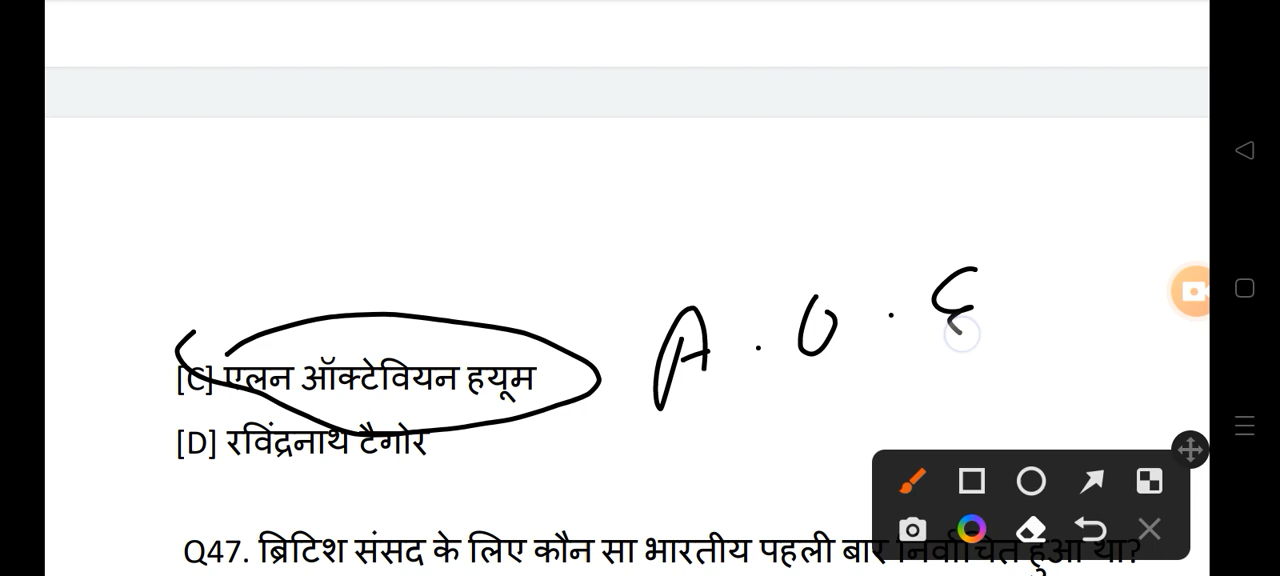 A . O . ह
[C] एलन ऑक्टेवियन हयूम
[D] रविंद्रनाथ टैगोर
Q47. ब्रिटिश संसद के लिए कौन सा भारतीय पहली बार निर्वाचित हुआ था?